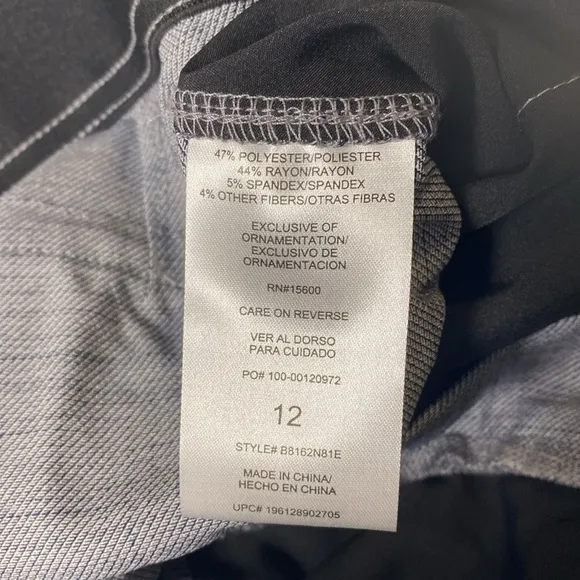 47% POLYESTER/POLIESTER
44% RAYON/RAYON
5% SPANDEX/SPANDEX
4% OTHER FIBERS/OTRAS FIBRAS
EXCLUSIVE OF
ORNAMENTATION/
EXCLUSIVO DE
ORNAMENTACION
RN#15600
CARE ON REVERSE
VER AL DORSO
PARA CUIDADO
PO# 100-00120972
12
STYLE# B8162N81E
MADE IN CHINA/
HECHO EN CHINA
UPC# 196128902705